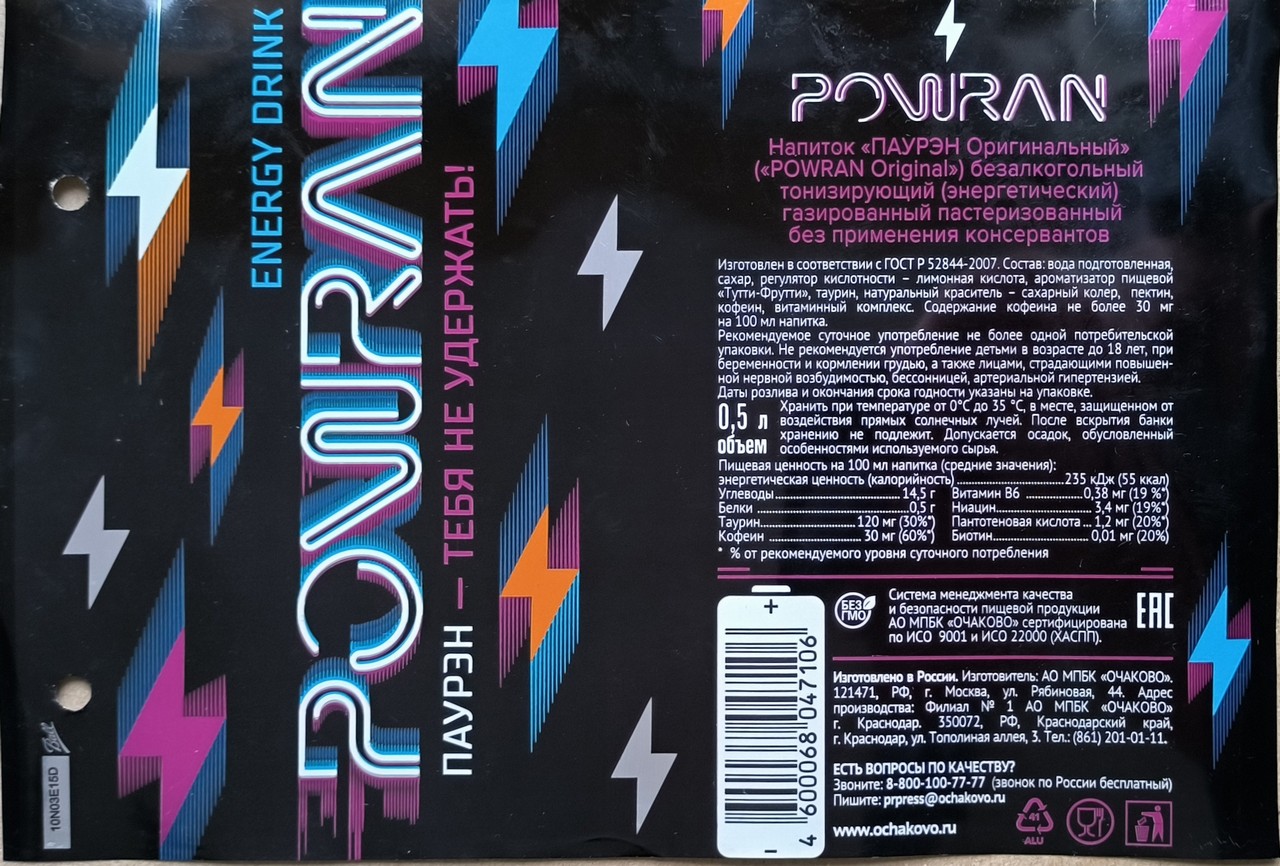 ENERGY DRINK
POWRAN
ПАУРЭН — ТЕБЯ НЕ УДЕРЖАТЬ!
Ball
10N03E15D
POWRAN
Напиток «ПАУРЭН Оригинальный»
(«POWRAN Original») безалкогольный
тонизирующий (энергетический)
газированный пастеризованный
без применения консервантов
Изготовлен в соответствии с ГОСТ Р 52844-2007. Состав: вода подготовленная,
сахар, регулятор кислотности – лимонная кислота, ароматизатор пищевой
«Тутти-Фрутти», таурин, натуральный краситель – сахарный колер, пектин,
кофеин, витаминный комплекс. Содержание кофеина не более 30 мг
на 100 мл напитка.
Рекомендуемое суточное употребление не более одной потребительской
упаковки. Не рекомендуется употребление детьми в возрасте до 18 лет, при
беременности и кормлении грудью, а также лицами, страдающими повышен-
ной нервной возбудимостью, бессонницей, артериальной гипертензией.
Даты розлива и окончания срока годности указаны на упаковке.
0,5 л
объем
Хранить при температуре от 0°С до 35 °С, в месте, защищенном от
воздействия прямых солнечных лучей. После вскрытия банки
хранению не подлежит. Допускается осадок, обусловленный
особенностями используемого сырья.
Пищевая ценность на 100 мл напитка (средние значения):
энергетическая ценность (калорийность) ........ 235 кДж (55 ккал)
Углеводы ........ 14,5 г
Белки ........ 0,5 г
Таурин ........ 120 мг (30%*)
Кофеин ........ 30 мг (60%*)
Витамин В6 ........ 0,38 мг (19 %*)
Ниацин ........ 3,4 мг (19%*)
Пантотеновая кислота ... 1,2 мг (20%*)
Биотин ........ 0,01 мг (20%)
* % от рекомендуемого уровня суточного потребления
+
-
4 600068 047106
БЕЗ
ГМО
Система менеджмента качества
и безопасности пищевой продукции
АО МПБК «ОЧАКОВО» сертифицирована
по ИСО 9001 и ИСО 22000 (ХАСПП).
EAC
Изготовлено в России. Изготовитель: АО МПБК «ОЧАКОВО».
121471, РФ, г. Москва, ул. Рябиновая, 44. Адрес
производства: Филиал № 1 АО МПБК «ОЧАКОВО»
г. Краснодар. 350072, РФ, Краснодарский край,
г. Краснодар, ул. Тополиная аллея, 3. Тел.: (861) 201-01-11.
ЕСТЬ ВОПРОСЫ ПО КАЧЕСТВУ?
Звоните: 8-800-100-77-77 (звонок по России бесплатный)
Пишите: prpress@ochakovo.ru
www.ochakovo.ru
41
ALU